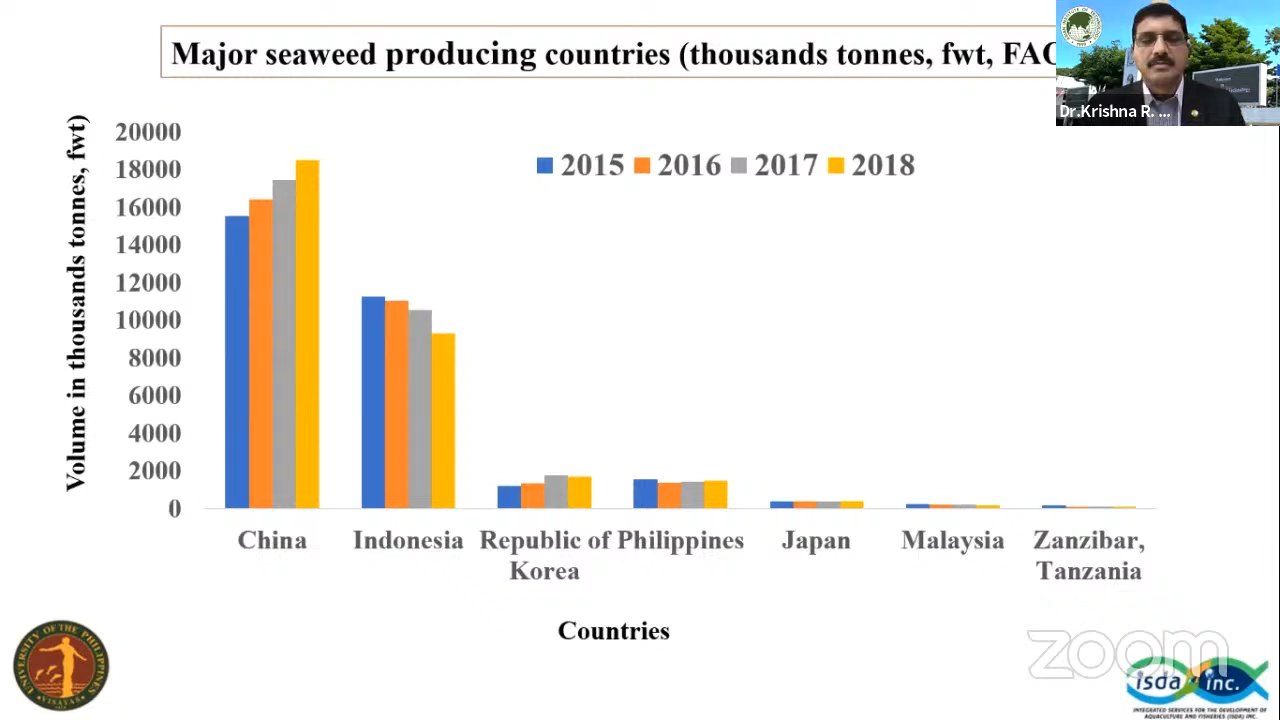 Major seaweed producing countries (thousands tonnes, fwt, FAO
Dr.Krishna R. ...
Volume in thousands tonnes, fwt)
20000
18000
16000
14000
12000
10000
8000
6000
4000
2000
0
2015 2016 2017 2018
China Indonesia Republic of Korea Philippines Japan Malaysia Zanzibar, Tanzania
Countries
UNIVERSITY OF THE PHILIPPINES
VISAYAS
zoom
isda inc.
INTEGRATED SERVICES FOR THE DEVELOPMENT OF
AQUACULTURE AND FISHERIES (ISDA) INC.